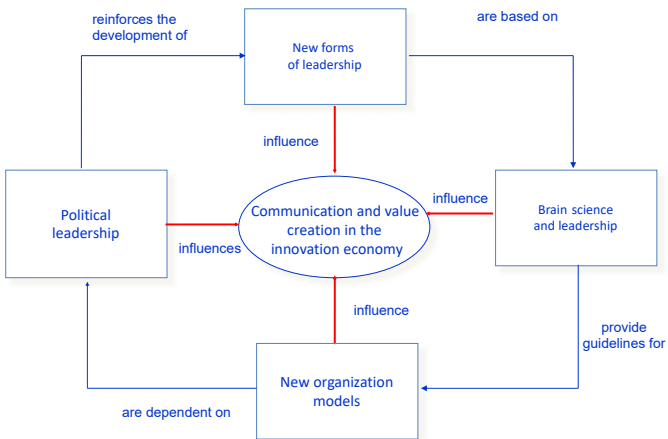 reinforces the
development of
New forms
of leadership
are based on
influence
Political
leadership
influences
Communication and value
creation in the
innovation economy
influence
Brain science
and leadership
influence
provide
guidelines for
New organization
models
are dependent on